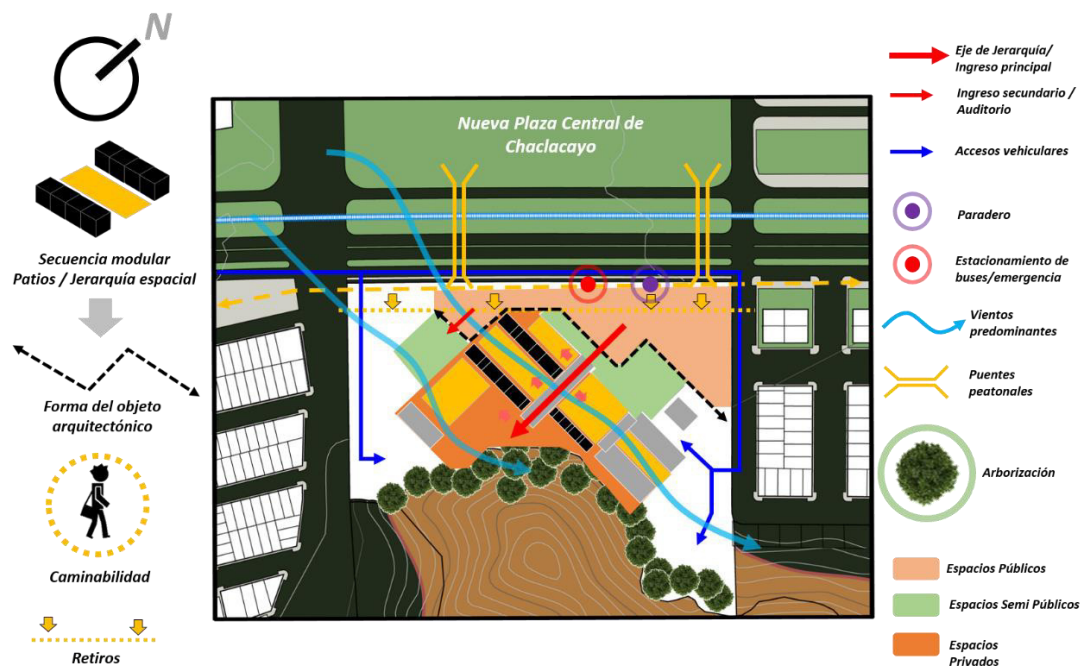 N
Secuencia modular
Patios / Jerarquía espacial
Forma del objeto
arquitectónico
Caminabilidad
Retiros
Nueva Plaza Central de
Chaclacayo
Eje de Jerarquía/
Ingreso principal
Ingreso secundario /
Auditorio
Accesos vehiculares
Paradero
Estacionamiento de
buses/emergencia
Vientos
predominantes
Puentes
peatonales
Arborización
Espacios Públicos
Espacios Semi Públicos
Espacios
Privados